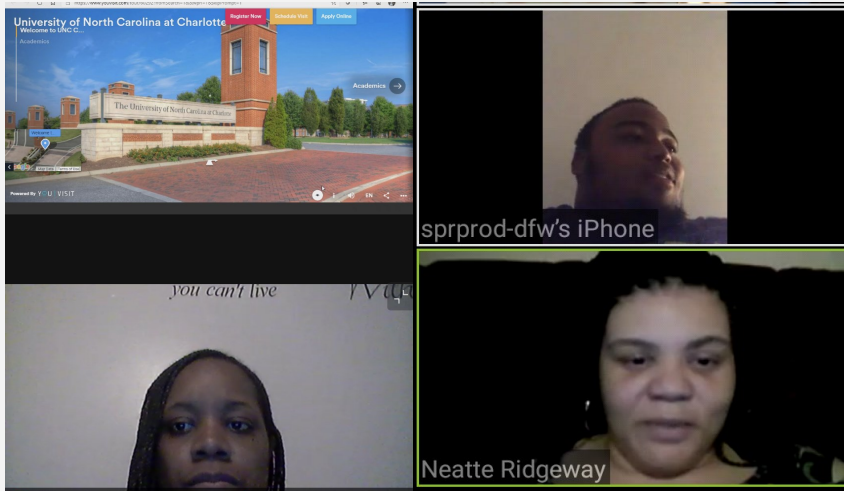 University of North Carolina at Charlotte
Register Now
Schedule Visit
Apply Online
Welcome to UNC C...
Academics
Academics
The University of North Carolina at Charlotte
Powered By YOUVISIT
EN
sprprod-dfw's iPhone
you can't live
Neatte Ridgeway